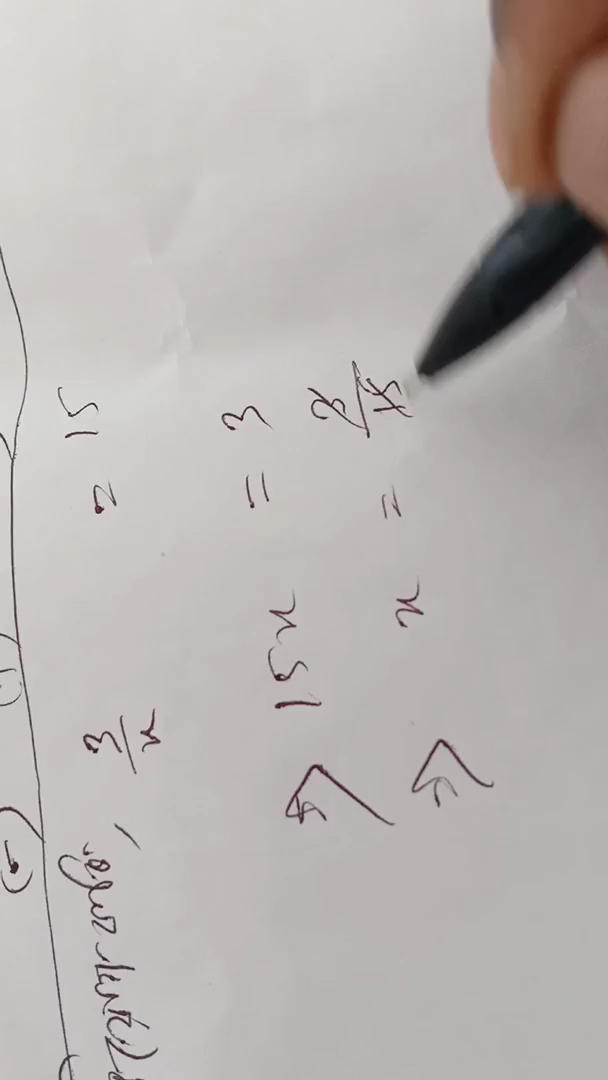 , 3/x = 15
⇒ 15x = 3
⇒ x = 3/15